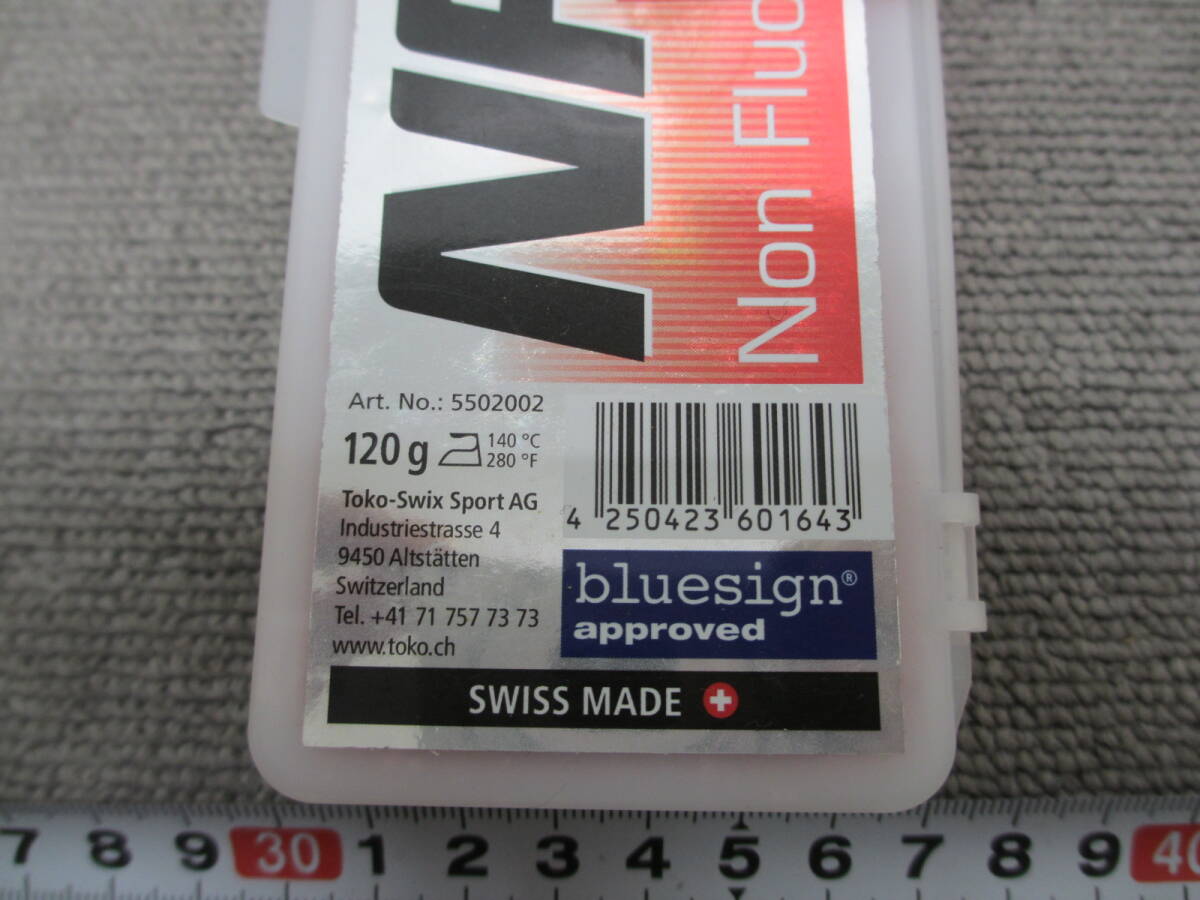 NF
Non Fluo
Art. No.: 5502002
120 g 140 °C
280 °F
Toko-Swix Sport AG
Industriestrasse 4
9450 Altstätten
Switzerland
Tel. +41 71 757 73 73
www.toko.ch
4 250423 601643
bluesign®
approved
SWISS MADE
7 8 9 30 1 2 3 4 5 6 7 8 9 40